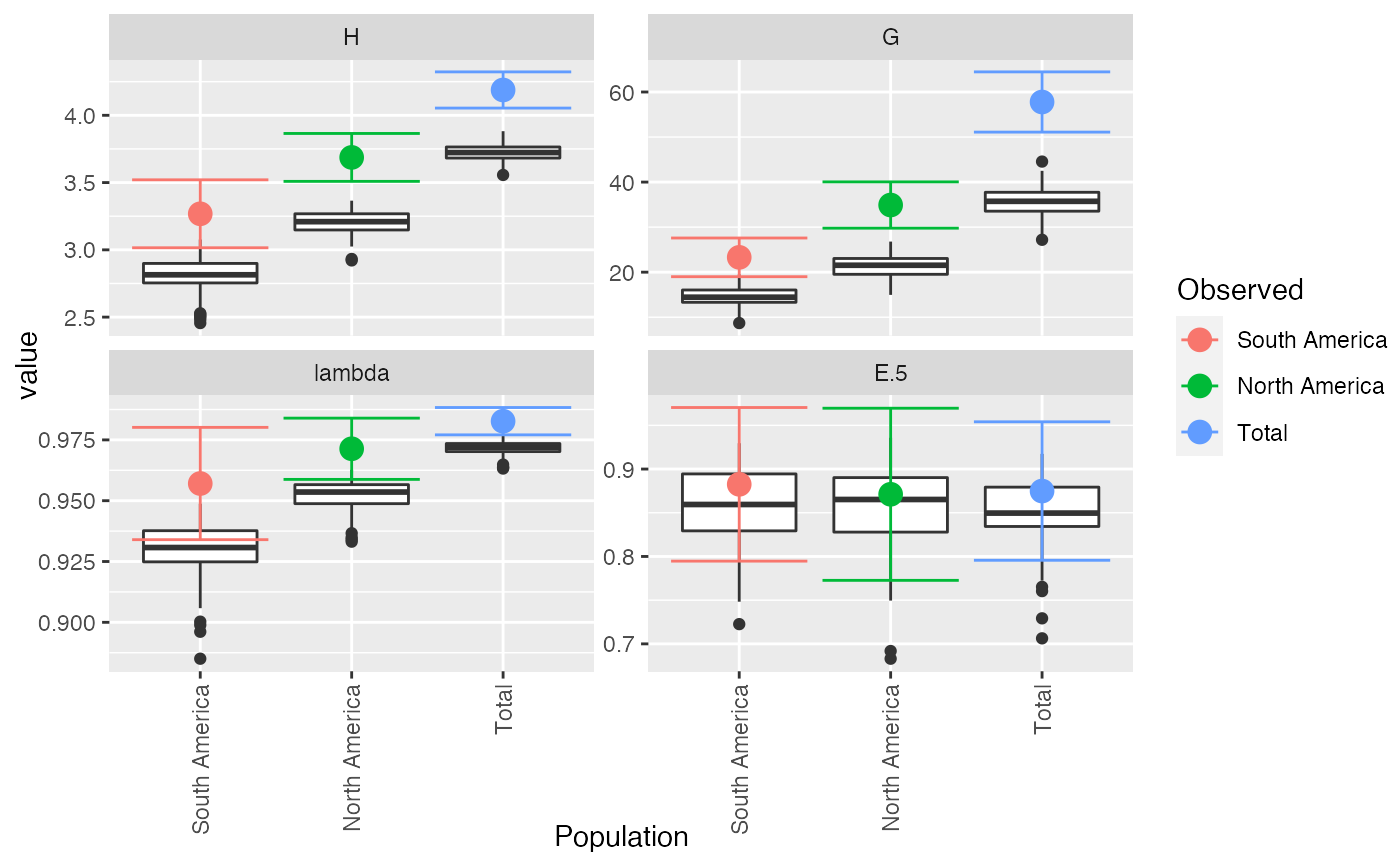 H
G
4.0
3.5
3.0
2.5
60
40
20
lambda
E.5
0.975
0.950
0.925
0.900
0.9
0.8
0.7
South America
North America
Total
South America
North America
Total
value
Population
Observed
South America
North America
Total